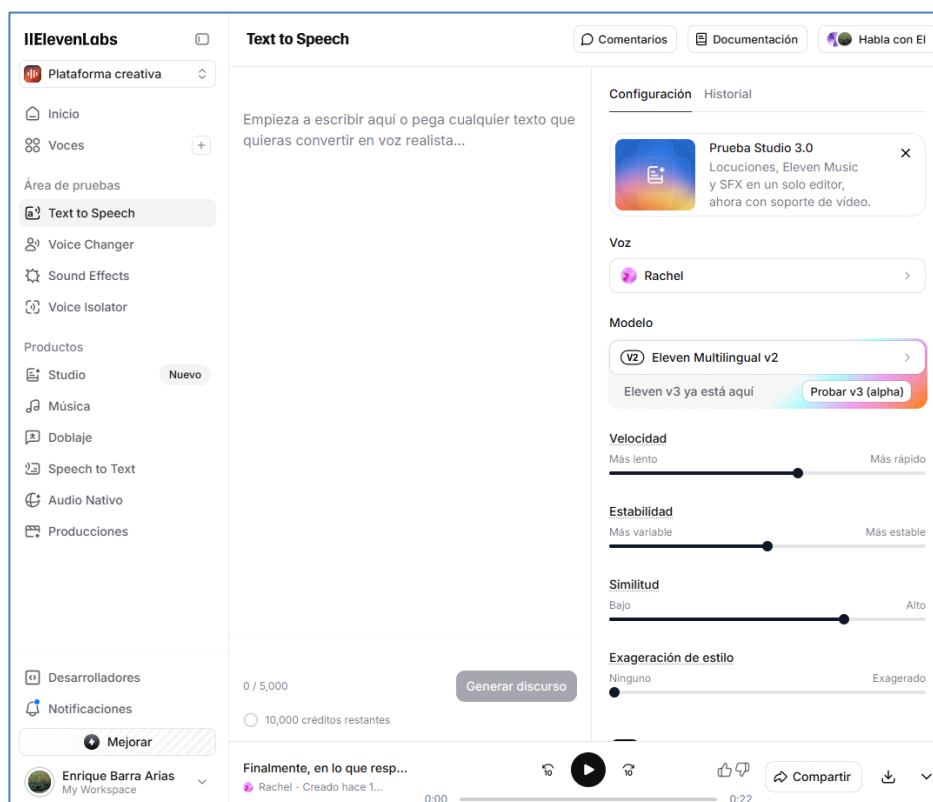 IIElevenLabs
Plataforma creativa
Inicio
Voces
Área de pruebas
Text to Speech
Voice Changer
Sound Effects
Voice Isolator
Productos
Studio Nuevo
Música
Doblaje
Speech to Text
Audio Nativo
Producciones
Desarrolladores
Notificaciones
Mejorar
Enrique Barra Arias
My Workspace
Text to Speech
Comentarios
Documentación
Habla con El
Empieza a escribir aquí o pega cualquier texto que
quieras convertir en voz realista...
0 / 5,000
Generar discurso
10,000 créditos restantes
Configuración Historial
Prueba Studio 3.0
Locuciones, Eleven Music
y SFX en un solo editor,
ahora con soporte de vídeo.
Voz
Rachel
Modelo
V2 Eleven Multilingual v2
Eleven v3 ya está aquí Probar v3 (alpha)
Velocidad
Más lento Más rápido
Estabilidad
Más variable Más estable
Similitud
Bajo Alto
Exageración de estilo
Ninguno Exagerado
Finalmente, en lo que resp...
Rachel · Creado hace 1...
10 10
0:00 0:22
Compartir